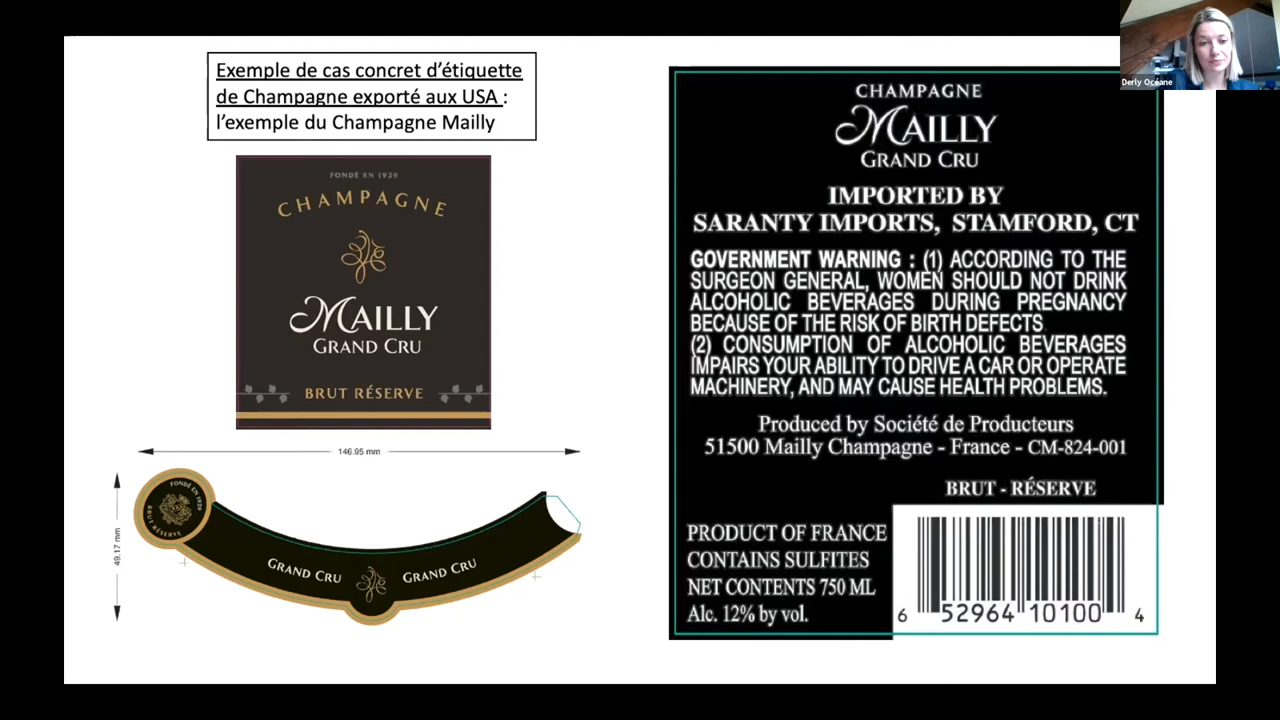 Exemple de cas concret d'étiquette
de Champagne exporté aux USA :
l'exemple du Champagne Mailly
FONDÉ EN 1929
CHAMPAGNE
MAILLY
GRAND CRU
BRUT RÉSERVE
146.95 mm
49.17 mm
FONDÉ EN 1929
BRUT RÉSERVE
GRAND CRU GRAND CRU
Derly Océane
CHAMPAGNE
MAILLY
GRAND CRU
IMPORTED BY
SARANTY IMPORTS, STAMFORD, CT
GOVERNMENT WARNING : (1) ACCORDING TO THE
SURGEON GENERAL, WOMEN SHOULD NOT DRINK
ALCOHOLIC BEVERAGES DURING PREGNANCY
BECAUSE OF THE RISK OF BIRTH DEFECTS
(2) CONSUMPTION OF ALCOHOLIC BEVERAGES
IMPAIRS YOUR ABILITY TO DRIVE A CAR OR OPERATE
MACHINERY, AND MAY CAUSE HEALTH PROBLEMS.
Produced by Société de Producteurs
51500 Mailly Champagne - France - CM-824-001
BRUT - RÉSERVE
PRODUCT OF FRANCE
CONTAINS SULFITES
NET CONTENTS 750 ML
Alc. 12% by vol.
6 52964 10100 4